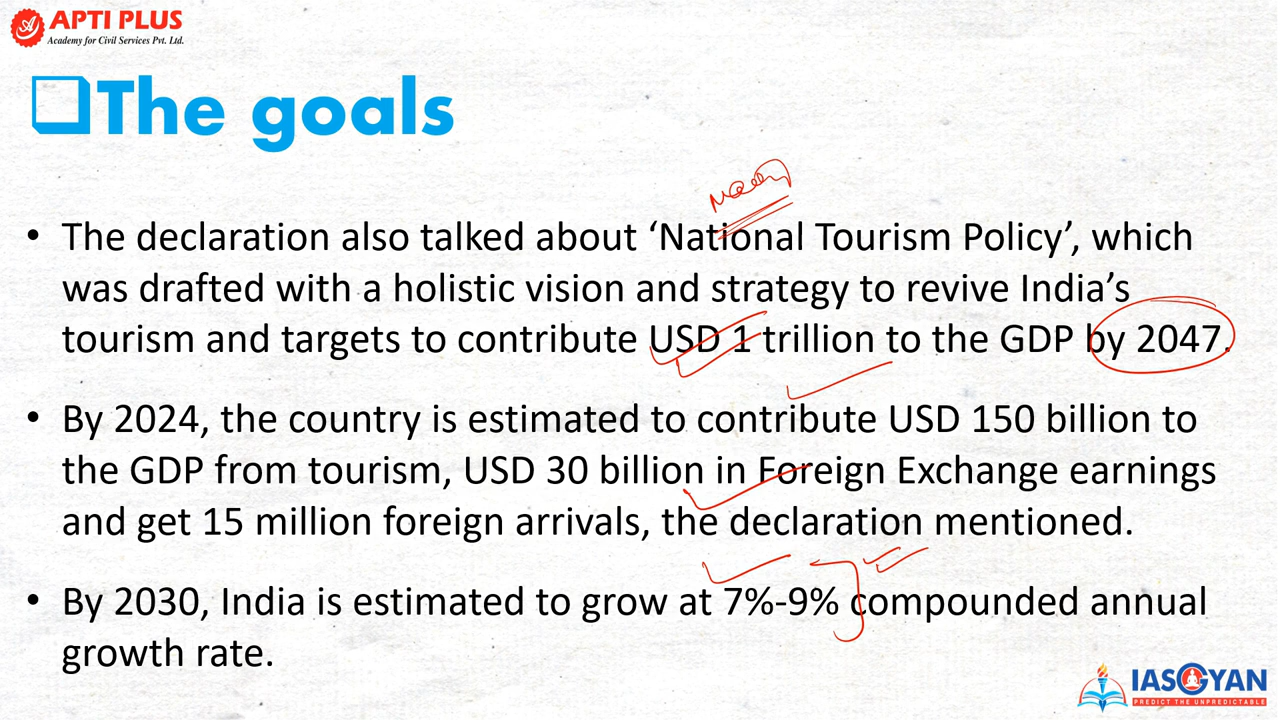 APTI PLUS
Academy for Civil Services Pvt. Ltd.
The goals
• The declaration also talked about ‘National Tourism Policy’, which
was drafted with a holistic vision and strategy to revive India’s
tourism and targets to contribute USD 1 trillion to the GDP by 2047.
• By 2024, the country is estimated to contribute USD 150 billion to
the GDP from tourism, USD 30 billion in Foreign Exchange earnings
and get 15 million foreign arrivals, the declaration mentioned.
• By 2030, India is estimated to grow at 7%-9% compounded annual
growth rate.
IASGYAN
PREDICT THE UNPREDICTABLE